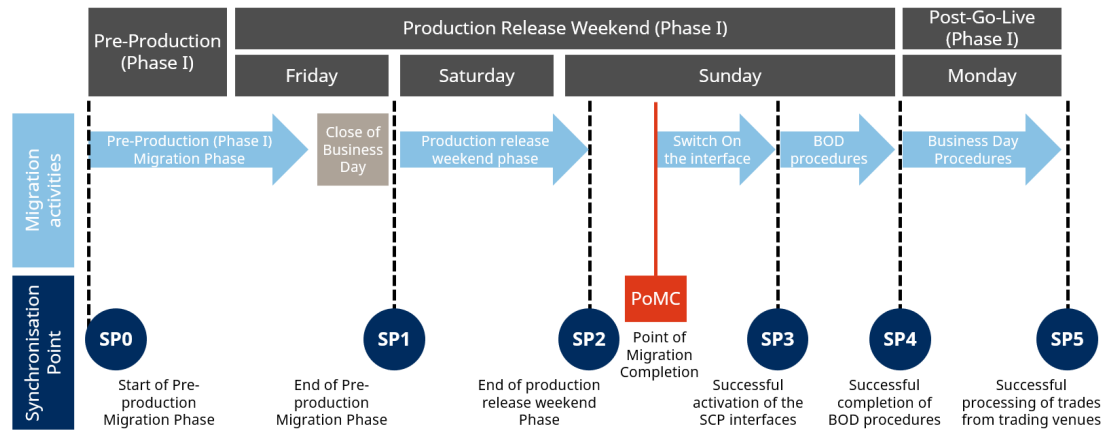 Pre-Production
(Phase I)
Production Release Weekend (Phase I)
Post-Go-Live
(Phase I)
Friday
Saturday
Sunday
Monday
Migration
activities
Pre-Production (Phase I)
Migration Phase
Close of
Business
Day
Production release
weekend phase
Switch On
the interface
BOD
procedures
Business Day
Procedures
Synchronisation
Point
PoMC
Point of
Migration
Completion
SP0
SP1
SP2
SP3
SP4
SP5
Start of Pre-
production
Migration Phase
End of Pre-
production
Migration Phase
End of production
release weekend
Phase
Successful
activation of the
SCP interfaces
Successful
completion of
BOD procedures
Successful
processing of trades
from trading venues